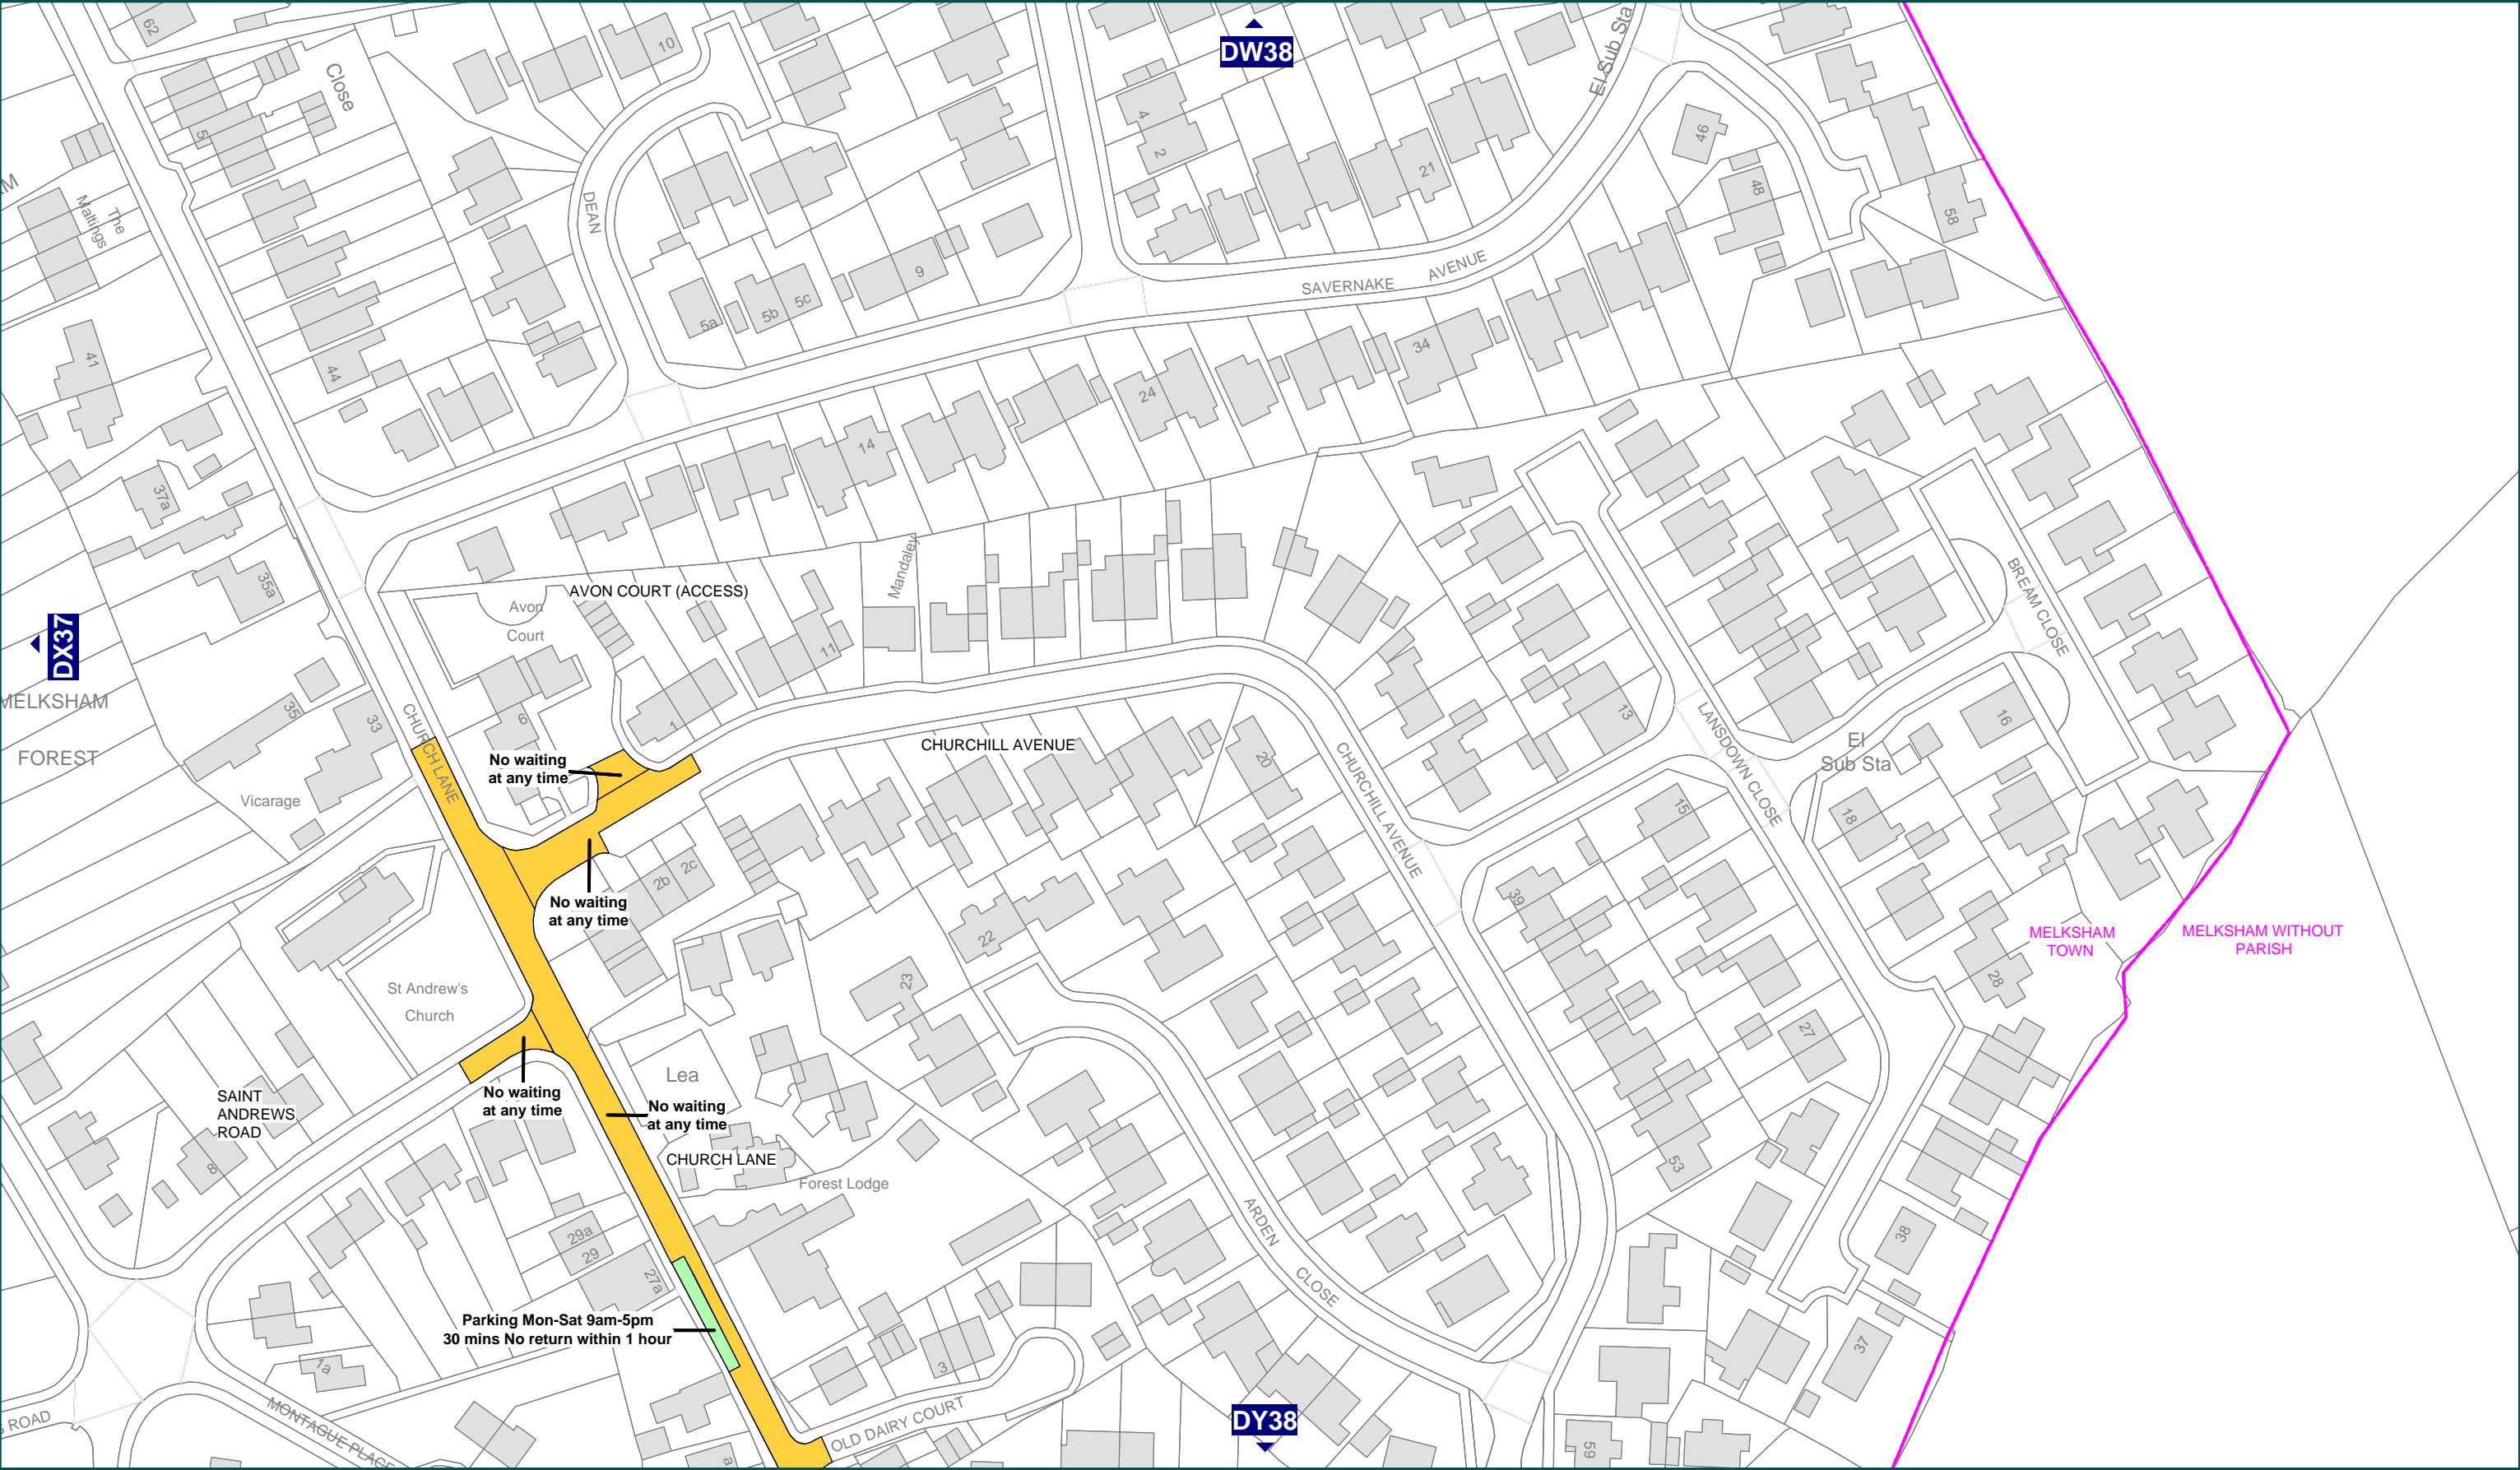 62
10
DW38
El Sub Sta
Close
5
4
2
46
21
48
58
The
Maltings
DEAN
9
5a
5b
5c
SAVERNAKE
AVENUE
41
44
34
24
14
37a
Mandalay
35a
AVON COURT (ACCESS)
Avon
Court
BREAM CLOSE
DX37
11
MELKSHAM
FOREST
35
33
6
1
CHURCH LANE
No waiting
at any time
CHURCHILL AVENUE
20
CHURCHILL AVENUE
13
LANSDOWN CLOSE
El
Sub Sta
16
Vicarage
18
15
2b
2c
No waiting
at any time
39
22
23
MELKSHAM
TOWN
MELKSHAM WITHOUT
PARISH
28
St Andrew's
Church
27
Lea
SAINT
ANDREWS
ROAD
8
No waiting
at any time
No waiting
at any time
CHURCH LANE
Forest Lodge
53
29a
29
27a
ARDEN
CLOSE
38
Parking Mon-Sat 9am-5pm
30 mins No return within 1 hour
1a
3
37
MONTAGUE PLACE
ROAD
OLD DAIRY COURT
DY38
59
a